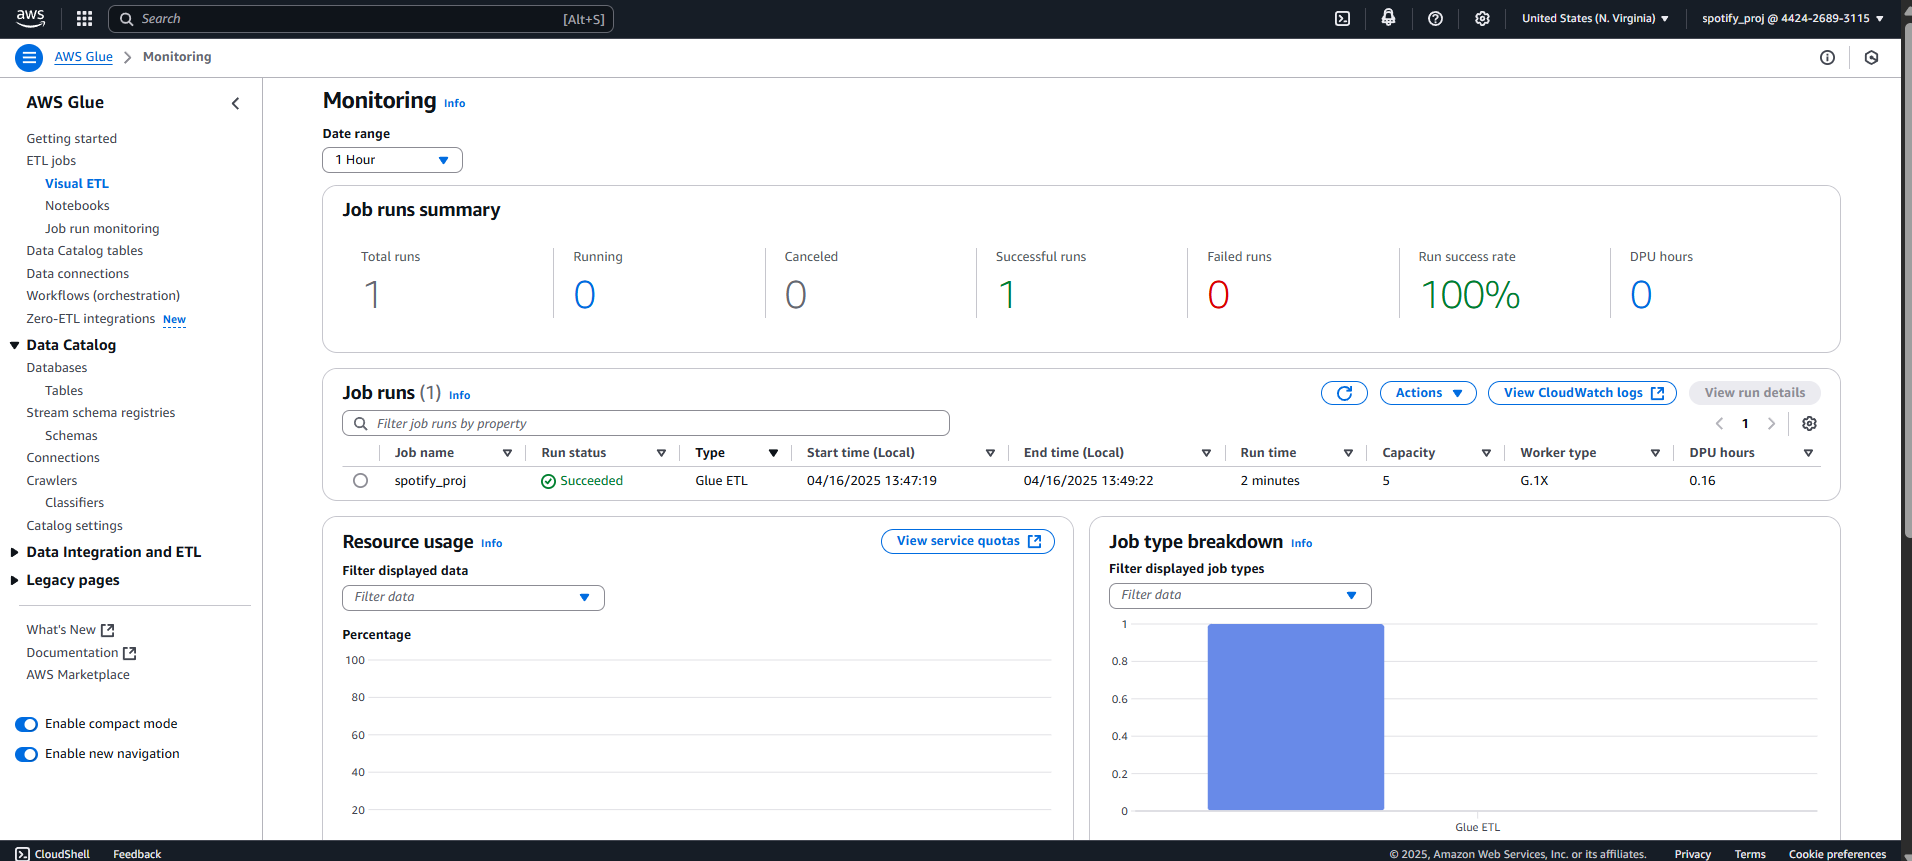 aws Search [Alt+S] United States (N. Virginia) spotify_proj @ 4424-2689-3115
AWS Glue Monitoring
AWS Glue
Getting started
ETL jobs
Visual ETL
Notebooks
Job run monitoring
Data Catalog tables
Data connections
Workflows (orchestration)
Zero-ETL integrations New
Data Catalog
Databases
Tables
Stream schema registries
Schemas
Connections
Crawlers
Classifiers
Catalog settings
Data Integration and ETL
Legacy pages
What's New
Documentation
AWS Marketplace
Enable compact mode
Enable new navigation
Monitoring Info
Date range
1 Hour
Job runs summary
Total runs Running Canceled Successful runs Failed runs Run success rate DPU hours
1 0 0 1 0 100% 0
Job runs (1) Info Actions View CloudWatch logs View run details
Filter job runs by property 1
Job name Run status Type Start time (Local) End time (Local) Run time Capacity Worker type DPU hours
spotify_proj Succeeded Glue ETL 04/16/2025 13:47:19 04/16/2025 13:49:22 2 minutes 5 G.1X 0.16
Resource usage Info View service quotas
Filter displayed data
Filter data
Percentage
100
80
60
40
20
Job type breakdown Info
Filter displayed job types
Filter data
1
0.8
0.6
0.4
0.2
0
Glue ETL
CloudShell Feedback © 2025, Amazon Web Services, Inc. or its affiliates. Privacy Terms Cookie preferences